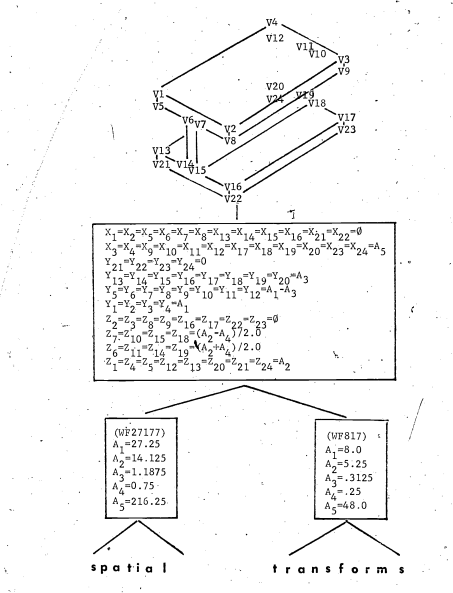 V4
V12
V11
V10
V3
V9
V20
V1
V24
V19
V5
V18
V6
V7
V17
V2
V23
V8
V13
V21
V14
V15
V16
V22
X1=X2=X5=X6=X7=X8=X13=X14=X15=X16=X21=X22=0
X3=X4=X9=X10=X11=X12=X17=X18=X19=X20=X23=X24=A5
Y21=Y22=Y23=Y24=0
Y13=Y14=Y15=Y16=Y17=Y18=Y19=Y20=A3
Y5=Y6=Y7=Y8=Y9=Y10=Y11=Y12=A1-A3
Y1=Y2=Y3=Y4=A1
Z2=Z3=Z8=Z9=Z16=Z17=Z22=Z23=0
Z7=Z10=Z15=Z18=(A2-A4)/2.0
Z6=Z11=Z14=Z19=(A2+A4)/2.0
Z1=Z4=Z5=Z12=Z13=Z20=Z21=Z24=A2
(WF27177)
A1=27.25
A2=14.125
A3=1.1875
A4=0.75
A5=216.25
(WF817)
A1=8.0
A2=5.25
A3=.3125
A4=.25
A5=48.0
spatial transforms